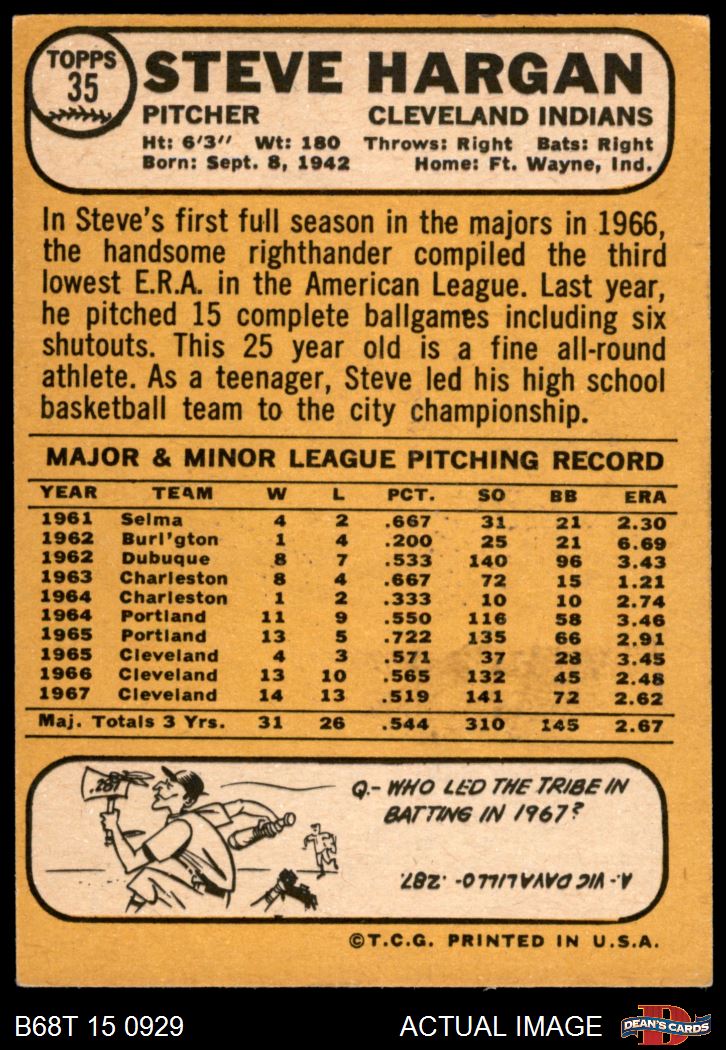 TOPPS
35
STEVE HARGAN
PITCHER CLEVELAND INDIANS
Ht: 6'3" Wt: 180 Throws: Right Bats: Right
Born: Sept. 8, 1942 Home: Ft. Wayne, Ind.
In Steve's first full season in the majors in 1966,
the handsome righthander compiled the third
lowest E.R.A. in the American League. Last year,
he pitched 15 complete ballgames including six
shutouts. This 25 year old is a fine all-round
athlete. As a teenager, Steve led his high school
basketball team to the city championship.
MAJOR & MINOR LEAGUE PITCHING RECORD
YEAR TEAM W L PCT. SO BB ERA
1961 Selma 4 2 .667 31 21 2.30
1962 Burl'gton 1 4 .200 25 21 6.69
1962 Dubuque 8 7 .533 140 96 3.43
1963 Charleston 8 4 .667 72 15 1.21
1964 Charleston 1 2 .333 10 10 2.74
1964 Portland 11 9 .550 116 58 3.46
1965 Portland 13 5 .722 135 66 2.91
1965 Cleveland 4 3 .571 37 28 3.45
1966 Cleveland 13 10 .565 132 45 2.48
1967 Cleveland 14 13 .519 141 72 2.62
Maj. Totals 3 Yrs. 31 26 .544 310 145 2.67
.287
Q.- WHO LED THE TRIBE IN
BATTING IN 1967?
A.- VIC DAVALILLO - .287.
©T.C.G. PRINTED IN U.S.A.
B68T 15 0929 ACTUAL IMAGE
D
DEAN'S CARDS